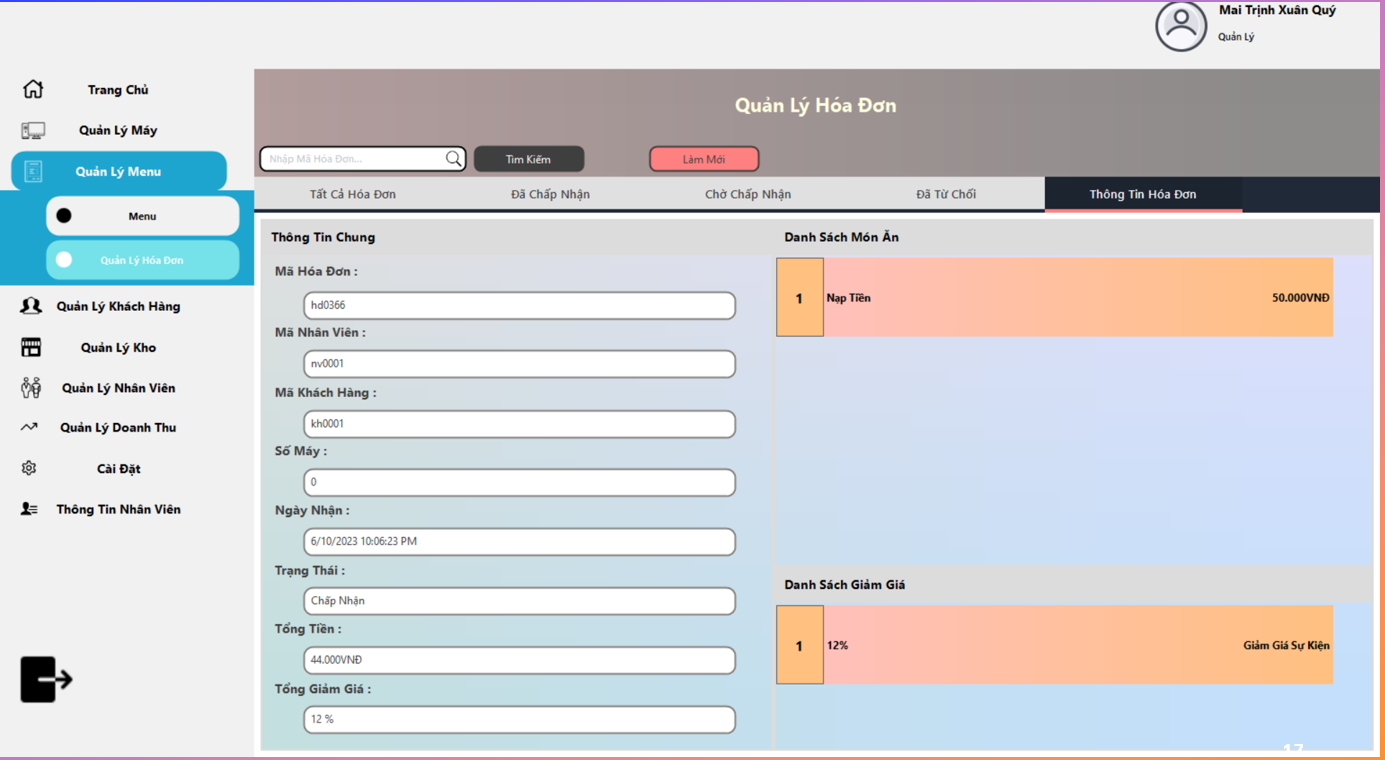 Mai Trịnh Xuân Quý
Quản Lý
Trang Chủ
Quản Lý Máy
Quản Lý Menu
Menu
Quản Lý Hóa Đơn
Quản Lý Khách Hàng
Quản Lý Kho
Quản Lý Nhân Viên
Quản Lý Doanh Thu
Cài Đặt
Thông Tin Nhân Viên
Quản Lý Hóa Đơn
Nhập Mã Hóa Đơn...
Tìm Kiếm
Làm Mới
Tất Cả Hóa Đơn
Đã Chấp Nhận
Chờ Chấp Nhận
Đã Từ Chối
Thông Tin Hóa Đơn
Thông Tin Chung
Mã Hóa Đơn :
hd0366
Mã Nhân Viên :
nv0001
Mã Khách Hàng :
kh0001
Số Máy :
0
Ngày Nhận :
6/10/2023 10:06:23 PM
Trạng Thái :
Chấp Nhận
Tổng Tiền :
44.000VNĐ
Tổng Giảm Giá :
12 %
Danh Sách Món Ăn
1 Nạp Tiền 50.000VNĐ
Danh Sách Giảm Giá
1 12% Giảm Giá Sự Kiện
17